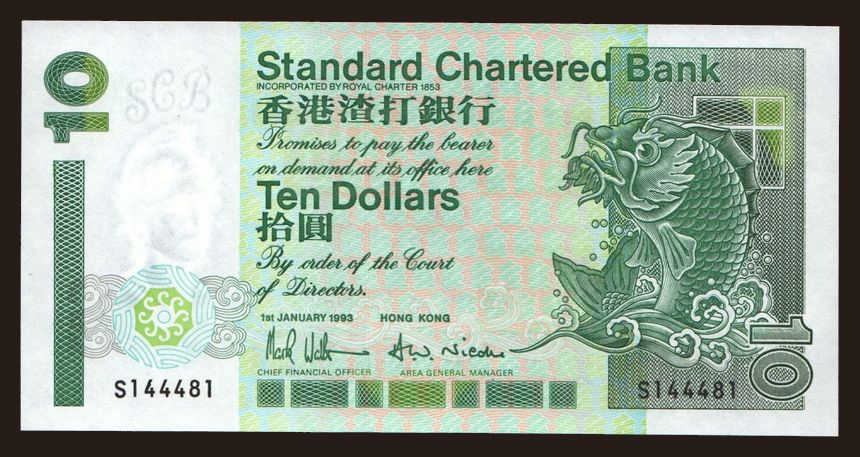 10
SCB
Standard Chartered Bank
INCORPORATED BY ROYAL CHARTER 1853
香港渣打銀行
Promises to pay the bearer
on demand at its office here
Ten Dollars
拾圓
By order of the Court
of Directors.
1st JANUARY 1993 HONG KONG
CHIEF FINANCIAL OFFICER AREA GENERAL MANAGER
S144481 S144481
10